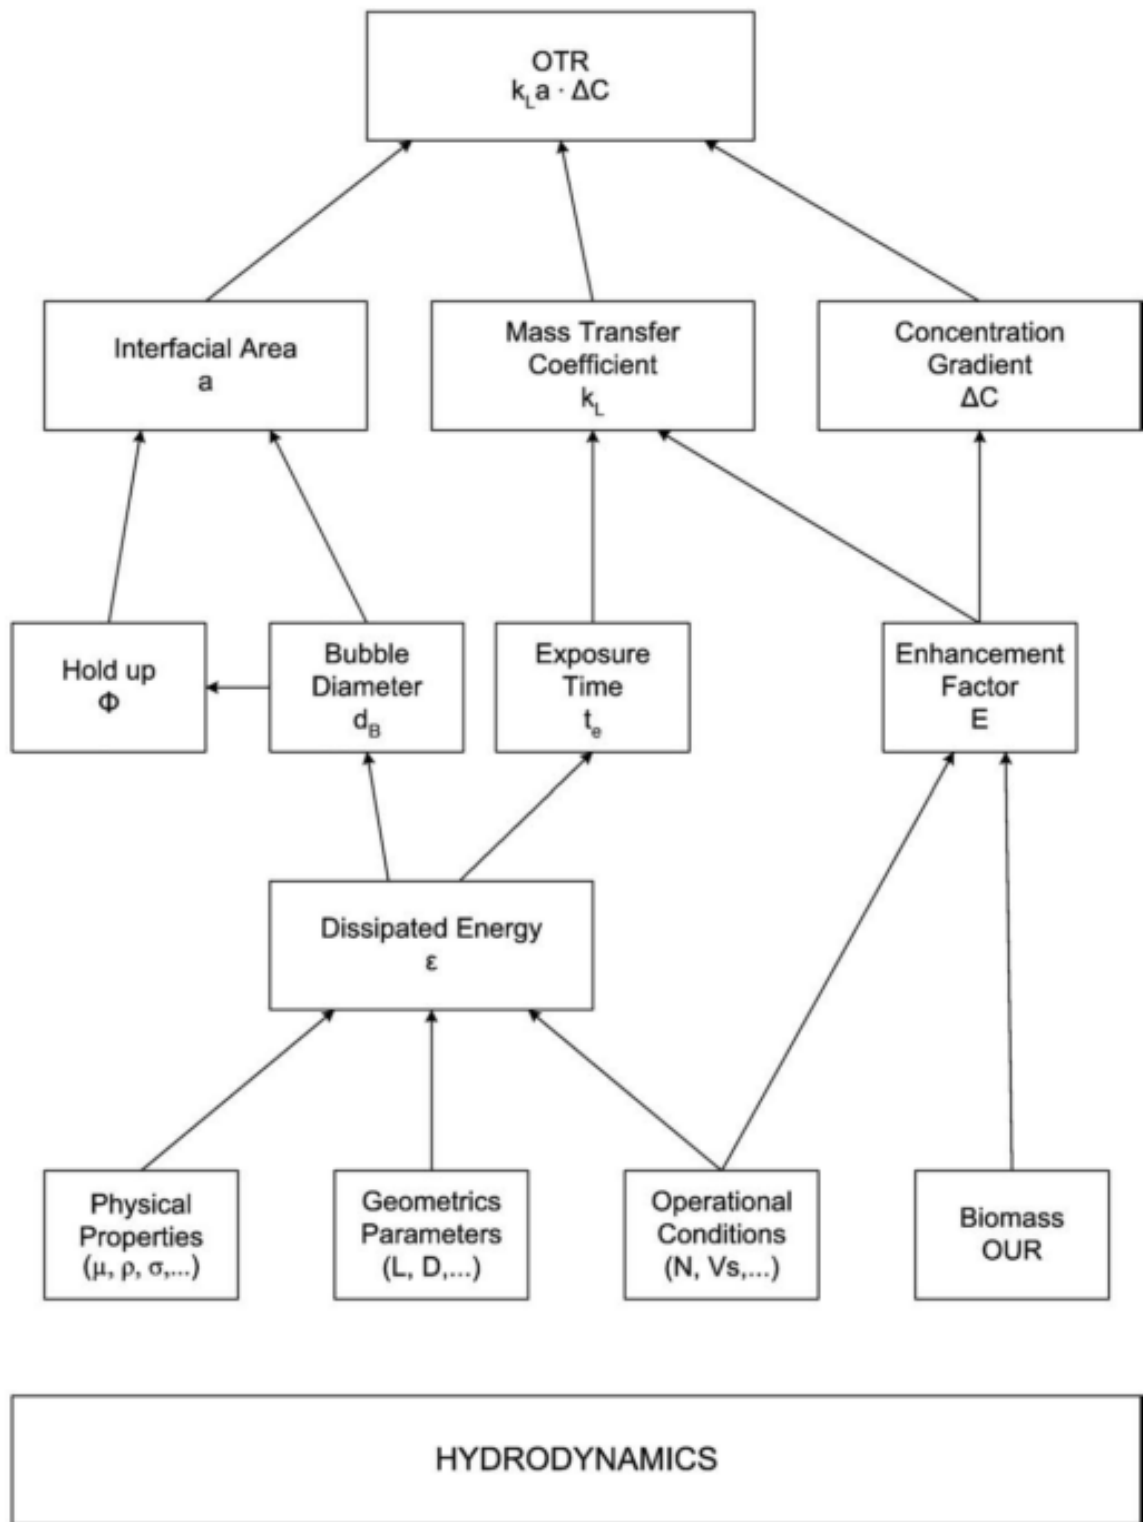 OTR
kLa · ΔC
Interfacial Area
a
Mass Transfer
Coefficient
kL
Concentration
Gradient
ΔC
Hold up
Φ
Bubble
Diameter
dB
Exposure
Time
te
Enhancement
Factor
E
Dissipated Energy
ε
Physical
Properties
(μ, ρ, σ,...)
Geometrics
Parameters
(L, D,...)
Operational
Conditions
(N, Vs,...)
Biomass
OUR
HYDRODYNAMICS